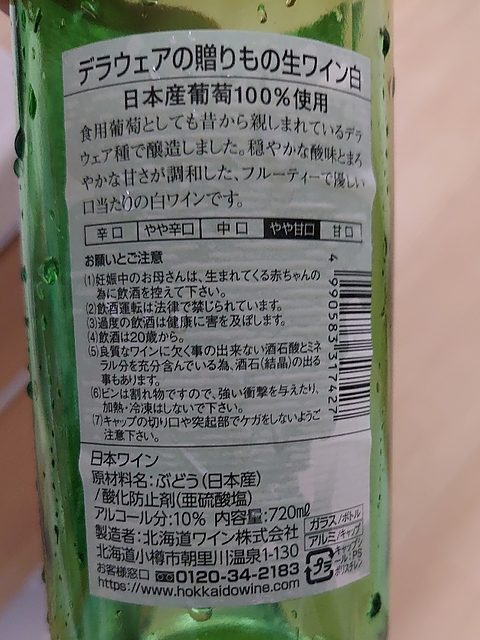 デラウェアの贈りもの生ワイン白
日本産葡萄100%使用
食用葡萄としても昔から親しまれているデラ
ウェア種で醸造しました。穏やかな酸味とまろ
やかな甘さが調和した、フルーティーで優しい
口当たりの白ワインです。
辛口 やや辛口 中口 やや甘口 甘口
お願いとご注意
(1)妊娠中のお母さんは、生まれてくる赤ちゃんの
為に飲酒を控えて下さい。
(2)飲酒運転は法律で禁じられています。
(3)過度の飲酒は健康に害を及ぼします。
(4)飲酒は20歳から。
(5)良質なワインに欠く事の出来ない酒石酸とミネ
ラル分を充分含んでいる為、酒石(結晶)の出る
事もあります。
(6)ビンは割れ物ですので、強い衝撃を与えたり、
加熱・冷凍はしないで下さい。
(7)キャップの切り口や突起部でケガをしないようご
注意下さい。
4 990583 317427
日本ワイン
原材料名:ぶどう(日本産)
/酸化防止剤(亜硫酸塩)
アルコール分:10% 内容量:720mℓ
製造者:北海道ワイン株式会社
北海道小樽市朝里川温泉1-130
お客様窓口 0120-34-2183
https://www.hokkaidowine.com
ガラス/ボトル
アルミ/キャップ
プラ
キャップシール:PS
ポリスチレン